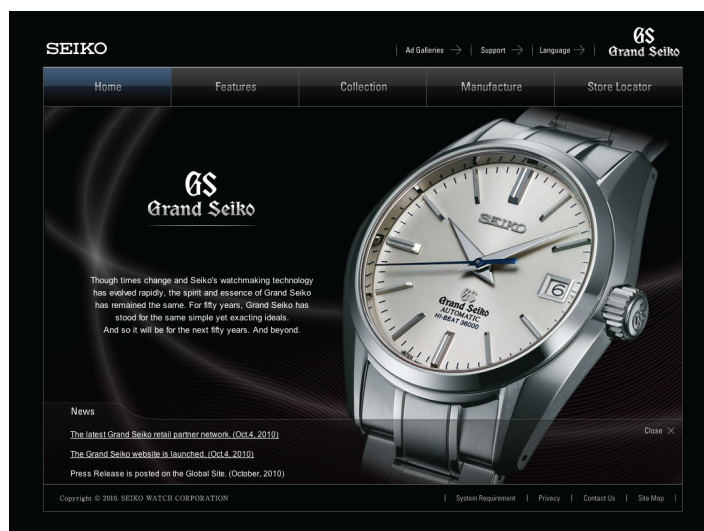 SEIKO
Ad Galleries
Support
Language
GS
Grand Seiko
Home
Features
Collection
Manufacture
Store Locator
GS
Grand Seiko
Though times change and Seiko's watchmaking technology
has evolved rapidly, the spirit and essence of Grand Seiko
has remained the same. For fifty years, Grand Seiko has
stood for the same simple yet exacting ideals.
And so it will be for the next fifty years. And beyond.
SEIKO
GS
Grand Seiko
AUTOMATIC
HI-BEAT 36000
6
News
Close
The latest Grand Seiko retail partner network. (Oct.4, 2010)
The Grand Seiko website is launched. (Oct.4, 2010)
Press Release is posted on the Global Site. (October, 2010)
Copyright © 2010. SEIKO WATCH CORPORATION
System Requirement
Privacy
Contact Us
Site Map